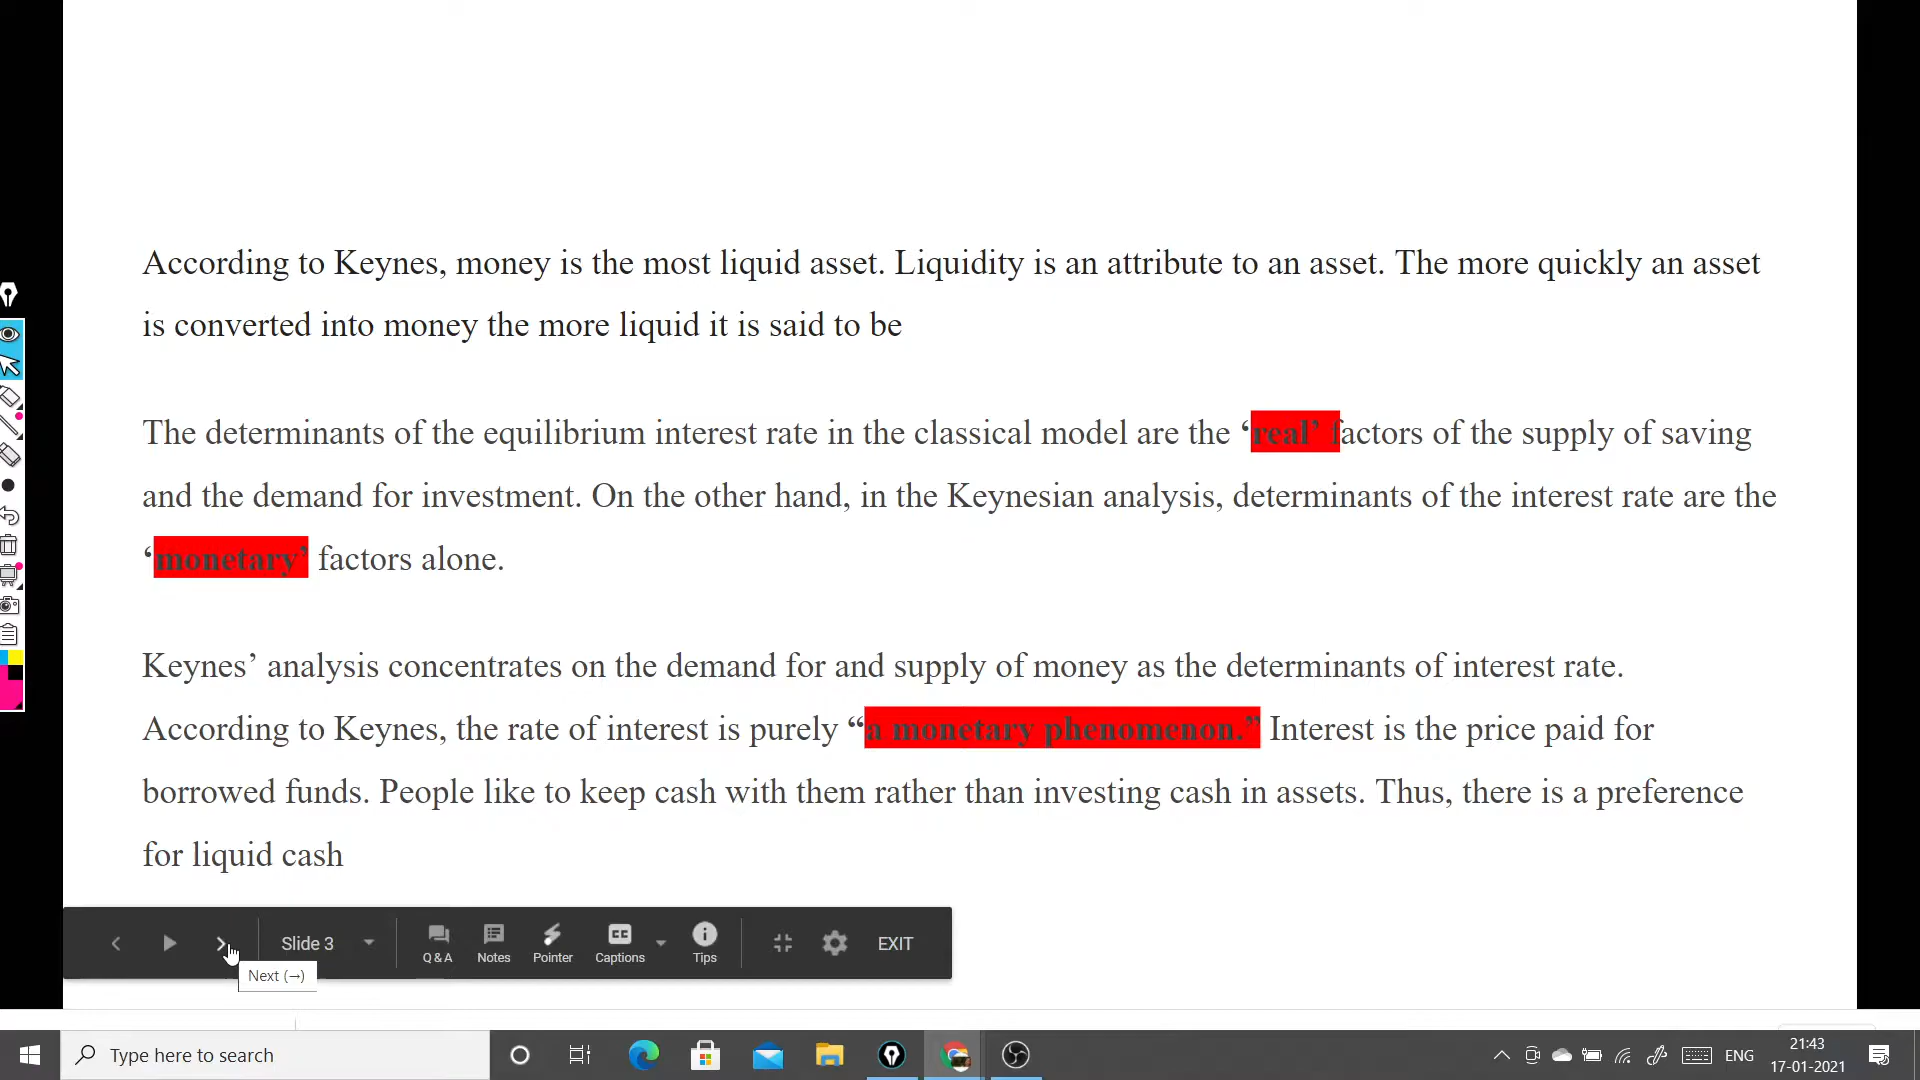 According to Keynes, money is the most liquid asset. Liquidity is an attribute to an asset. The more quickly an asset
is converted into money the more liquid it is said to be
The determinants of the equilibrium interest rate in the classical model are the ‘real’ factors of the supply of saving
and the demand for investment. On the other hand, in the Keynesian analysis, determinants of the interest rate are the
‘monetary’ factors alone.
Keynes’ analysis concentrates on the demand for and supply of money as the determinants of interest rate.
According to Keynes, the rate of interest is purely “a monetary phenomenon.” Interest is the price paid for
borrowed funds. People like to keep cash with them rather than investing cash in assets. Thus, there is a preference
for liquid cash
Slide 3
Q & A
Notes
Pointer
CC
Captions
Tips
EXIT
Next (→)
Type here to search
ENG
21:43
17-01-2021